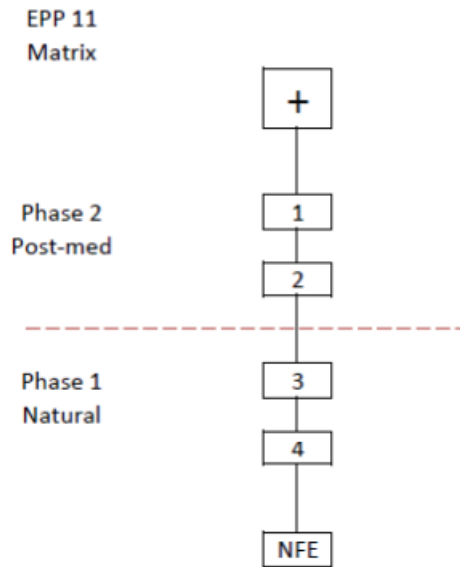 EPP 11
Matrix
+
Phase 2
Post-med
1
2
Phase 1
Natural
3
4
NFE